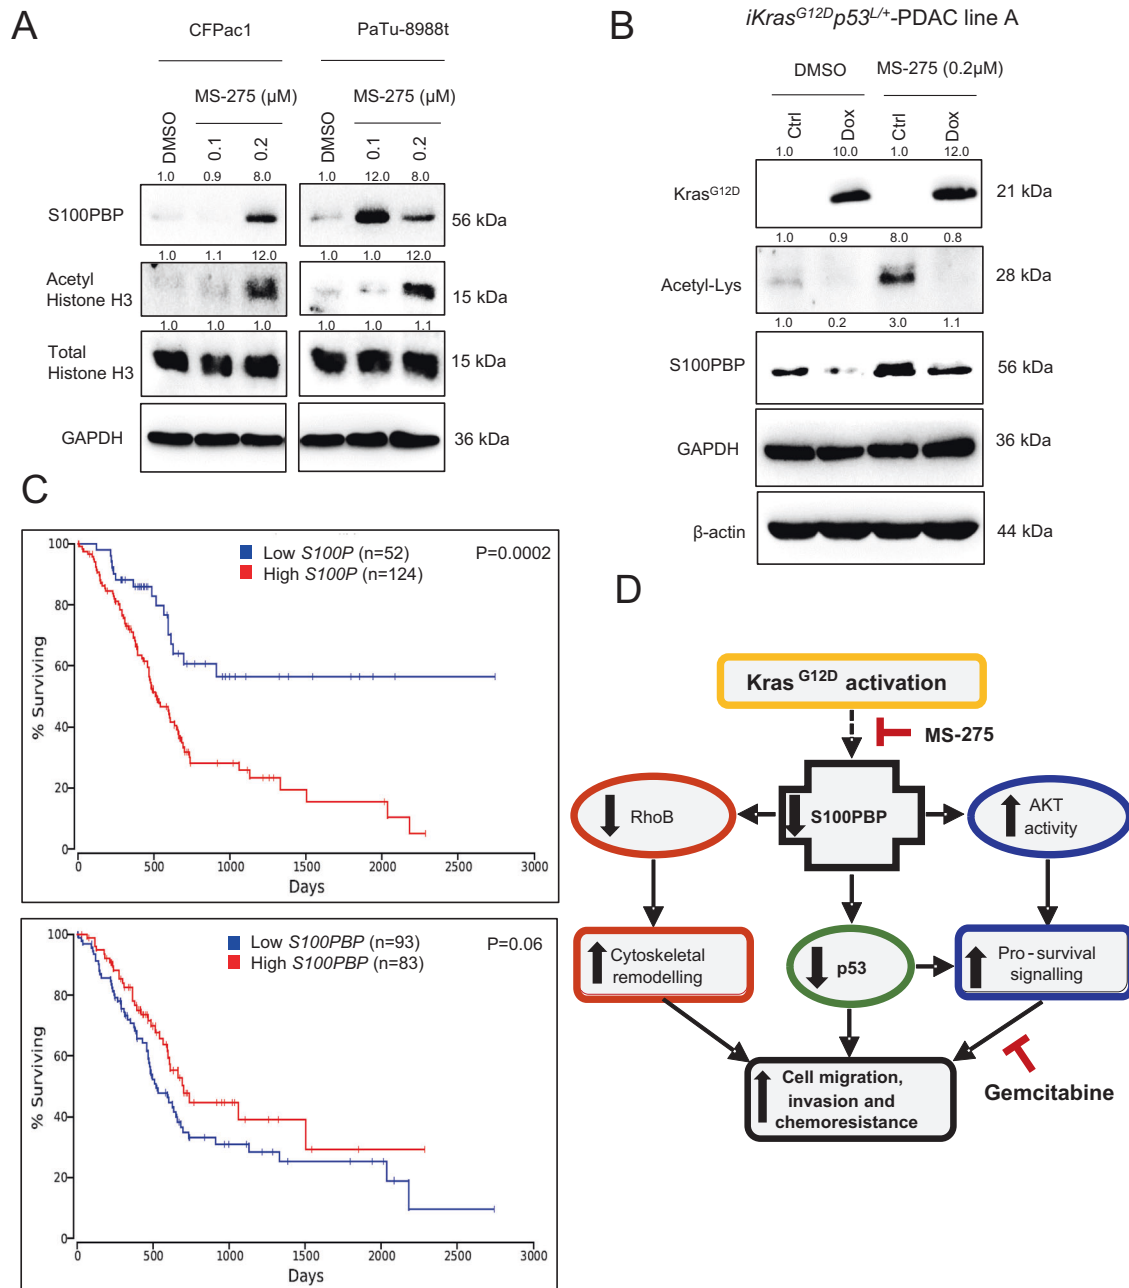 A
CFPac1
PaTu-8988t
MS-275 (µM)
MS-275 (µM)
DMSO 0.1 0.2 DMSO 0.1 0.2
1.0 0.9 8.0 1.0 12.0 8.0
S100PBP
56 kDa
1.0 1.1 12.0 1.0 1.0 12.0
Acetyl
Histone H3
15 kDa
1.0 1.0 1.0 1.0 1.0 1.1
Total
Histone H3
15 kDa
GAPDH
36 kDa
B
iKrasG12Dp53L/+-PDAC line A
DMSO
MS-275 (0.2µM)
Ctrl Dox Ctrl Dox
1.0 10.0 1.0 12.0
KrasG12D
21 kDa
1.0 0.9 8.0 0.8
Acetyl-Lys
28 kDa
1.0 0.2 3.0 1.1
S100PBP
56 kDa
GAPDH
36 kDa
β-actin
44 kDa
C
Low S100P (n=52)
High S100P (n=124)
P=0.0002
% Surviving
100
80
60
40
20
0
0 500 1000 1500 2000 2500 3000
Days
Low S100PBP (n=93)
High S100PBP (n=83)
P=0.06
% Surviving
100
80
60
40
20
0
0 500 1000 1500 2000 2500 3000
Days
D
Kras G12D activation
MS-275
RhoB
S100PBP
AKT
activity
Cytoskeletal
remodelling
p53
Pro-survival
signalling
Cell migration,
invasion and
chemoresistance
Gemcitabine